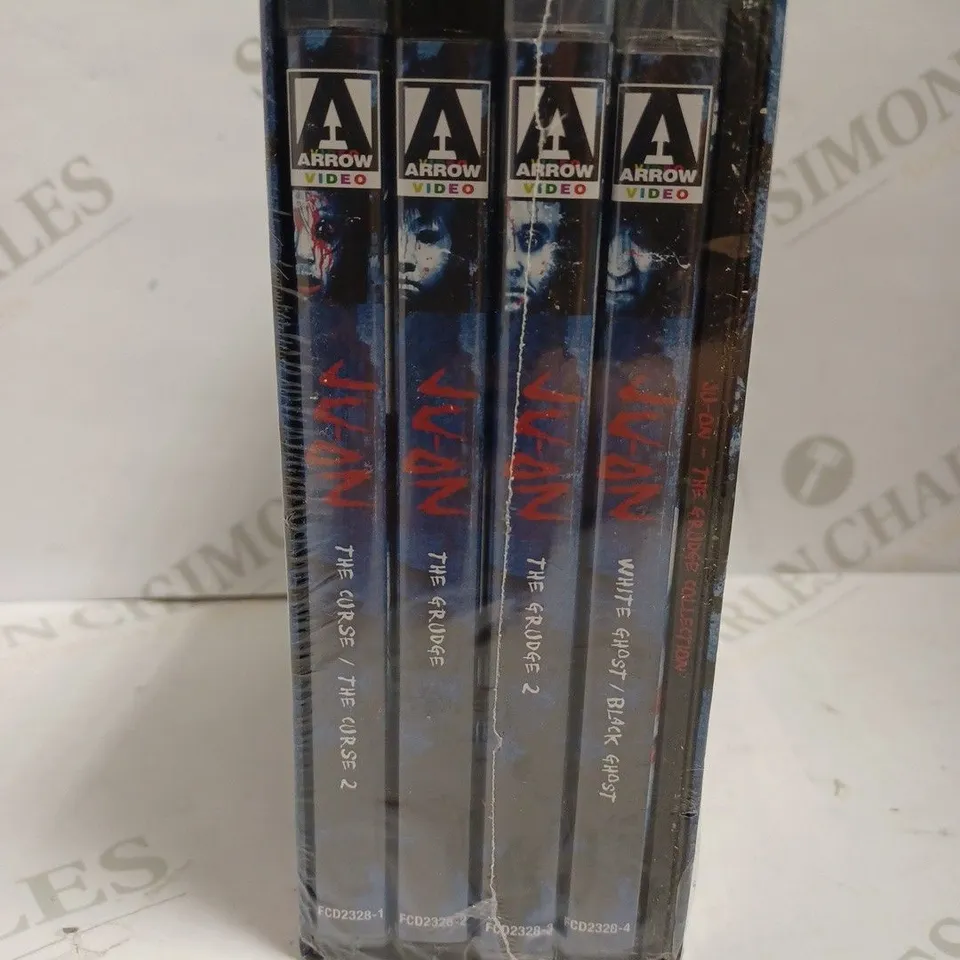 ARROW
VIDEO
JU-ON
THE CURSE / THE CURSE 2
FCD2328-1
ARROW
VIDEO
JU-ON
THE GRUDGE
FCD2328-2
ARROW
VIDEO
JU-ON
THE GRUDGE 2
FCD2328-3
ARROW
VIDEO
JU-ON
WHITE GHOST / BLACK GHOST
FCD2328-4
JU-ON - THE GRUDGE COLLECTION
SIMON CHARLES